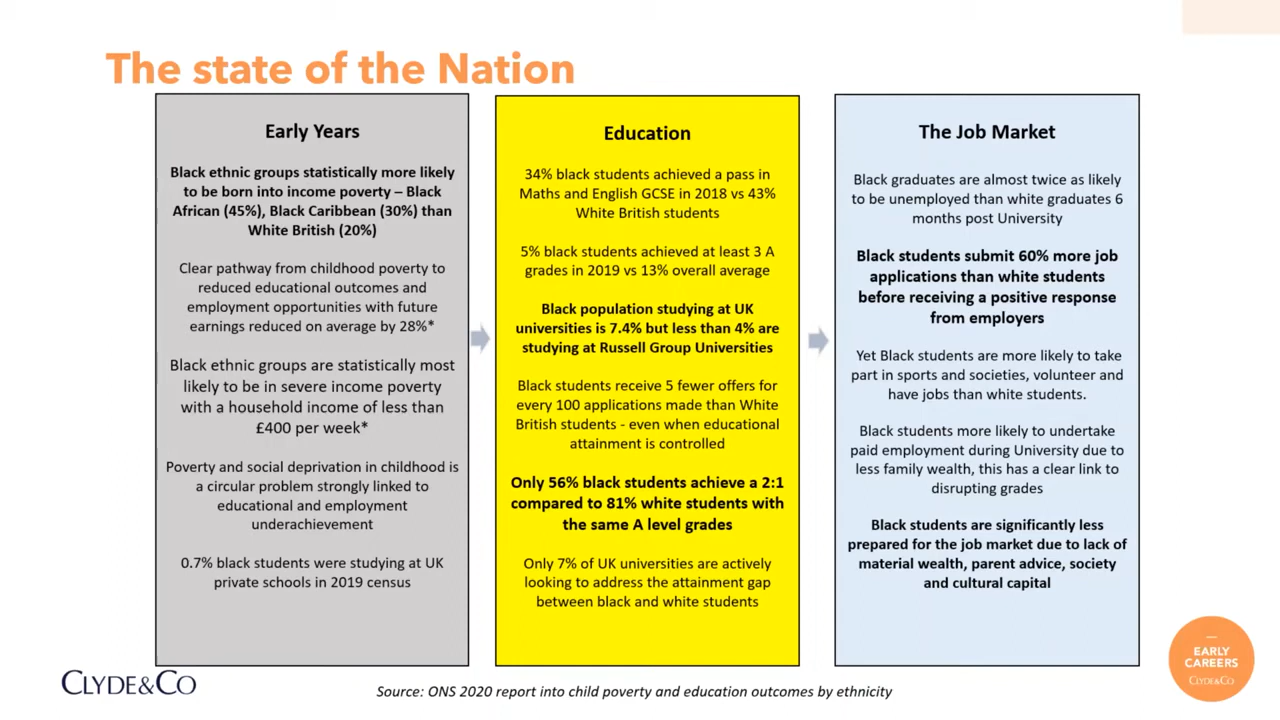 The state of the Nation
Early Years
Black ethnic groups statistically more likely
to be born into income poverty – Black
African (45%), Black Caribbean (30%) than
White British (20%)
Clear pathway from childhood poverty to
reduced educational outcomes and
employment opportunities with future
earnings reduced on average by 28%*
Black ethnic groups are statistically most
likely to be in severe income poverty
with a household income of less than
£400 per week*
Poverty and social deprivation in childhood is
a circular problem strongly linked to
educational and employment
underachievement
0.7% black students were studying at UK
private schools in 2019 census
Education
34% black students achieved a pass in
Maths and English GCSE in 2018 vs 43%
White British students
5% black students achieved at least 3 A
grades in 2019 vs 13% overall average
Black population studying at UK
universities is 7.4% but less than 4% are
studying at Russell Group Universities
Black students receive 5 fewer offers for
every 100 applications made than White
British students - even when educational
attainment is controlled
Only 56% black students achieve a 2:1
compared to 81% white students with
the same A level grades
Only 7% of UK universities are actively
looking to address the attainment gap
between black and white students
The Job Market
Black graduates are almost twice as likely
to be unemployed than white graduates 6
months post University
Black students submit 60% more job
applications than white students
before receiving a positive response
from employers
Yet Black students are more likely to take
part in sports and societies, volunteer and
have jobs than white students.
Black students more likely to undertake
paid employment during University due to
less family wealth, this has a clear link to
disrupting grades
Black students are significantly less
prepared for the job market due to lack of
material wealth, parent advice, society
and cultural capital
CLYDE&CO
Source: ONS 2020 report into child poverty and education outcomes by ethnicity
EARLY
CAREERS
CLYDE&CO